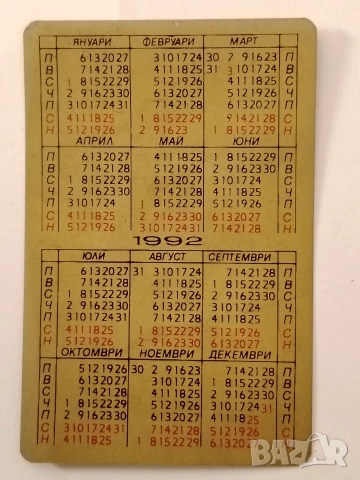 ЯНУАРИ ФЕВРУАРИ МАРТ
П 6132027 3101724 30 2 91623 П
В 7142128 4111825 31 3101724 В
С 1 8152229 5121926 4111825 С
Ч 2 9162330 6132027 5121926 Ч
П 310172431 7142128 6132027 П
С 4111825 1 8152229 7142128 С
Н 5121926 2 91623 1 8152229 Н
АПРИЛ МАЙ ЮНИ
П 6132027 4111825 1 8152229 П
В 7142128 5121926 2 9162330 В
С 1 8152229 6132027 3101724 С
Ч 2 9162330 7142128 4111825 Ч
П 3101724 1 8152229 5121926 П
С 4111825 2 9162330 6132027 С
Н 5121926 310172431 7142128 Н
1992
ЮЛИ АВГУСТ СЕПТЕМВРИ
П 6132027 31 3101724 7142128 П
В 7142128 4111825 1 8152229 В
С 1 8152229 5121926 2 9162330 С
Ч 2 9162330 6132027 3101724 Ч
П 310172431 7142128 4111825 П
С 4111825 1 8152229 5121926 С
Н 5121926 2 9162330 6132027 Н
ОКТОМВРИ НОЕМВРИ ДЕКЕМВРИ
П 5121926 30 2 91623 7142128 П
В 6132027 3101724 1 8152229 В
С 7142128 4111825 2 9162330 С
Ч 1 8152229 5121926 310172431 Ч
П 2 9162330 6132027 4111825 П
С 310172431 7142128 5121926 С
Н 4111825 1 8152229 6132027 Н
BAZAR
bg